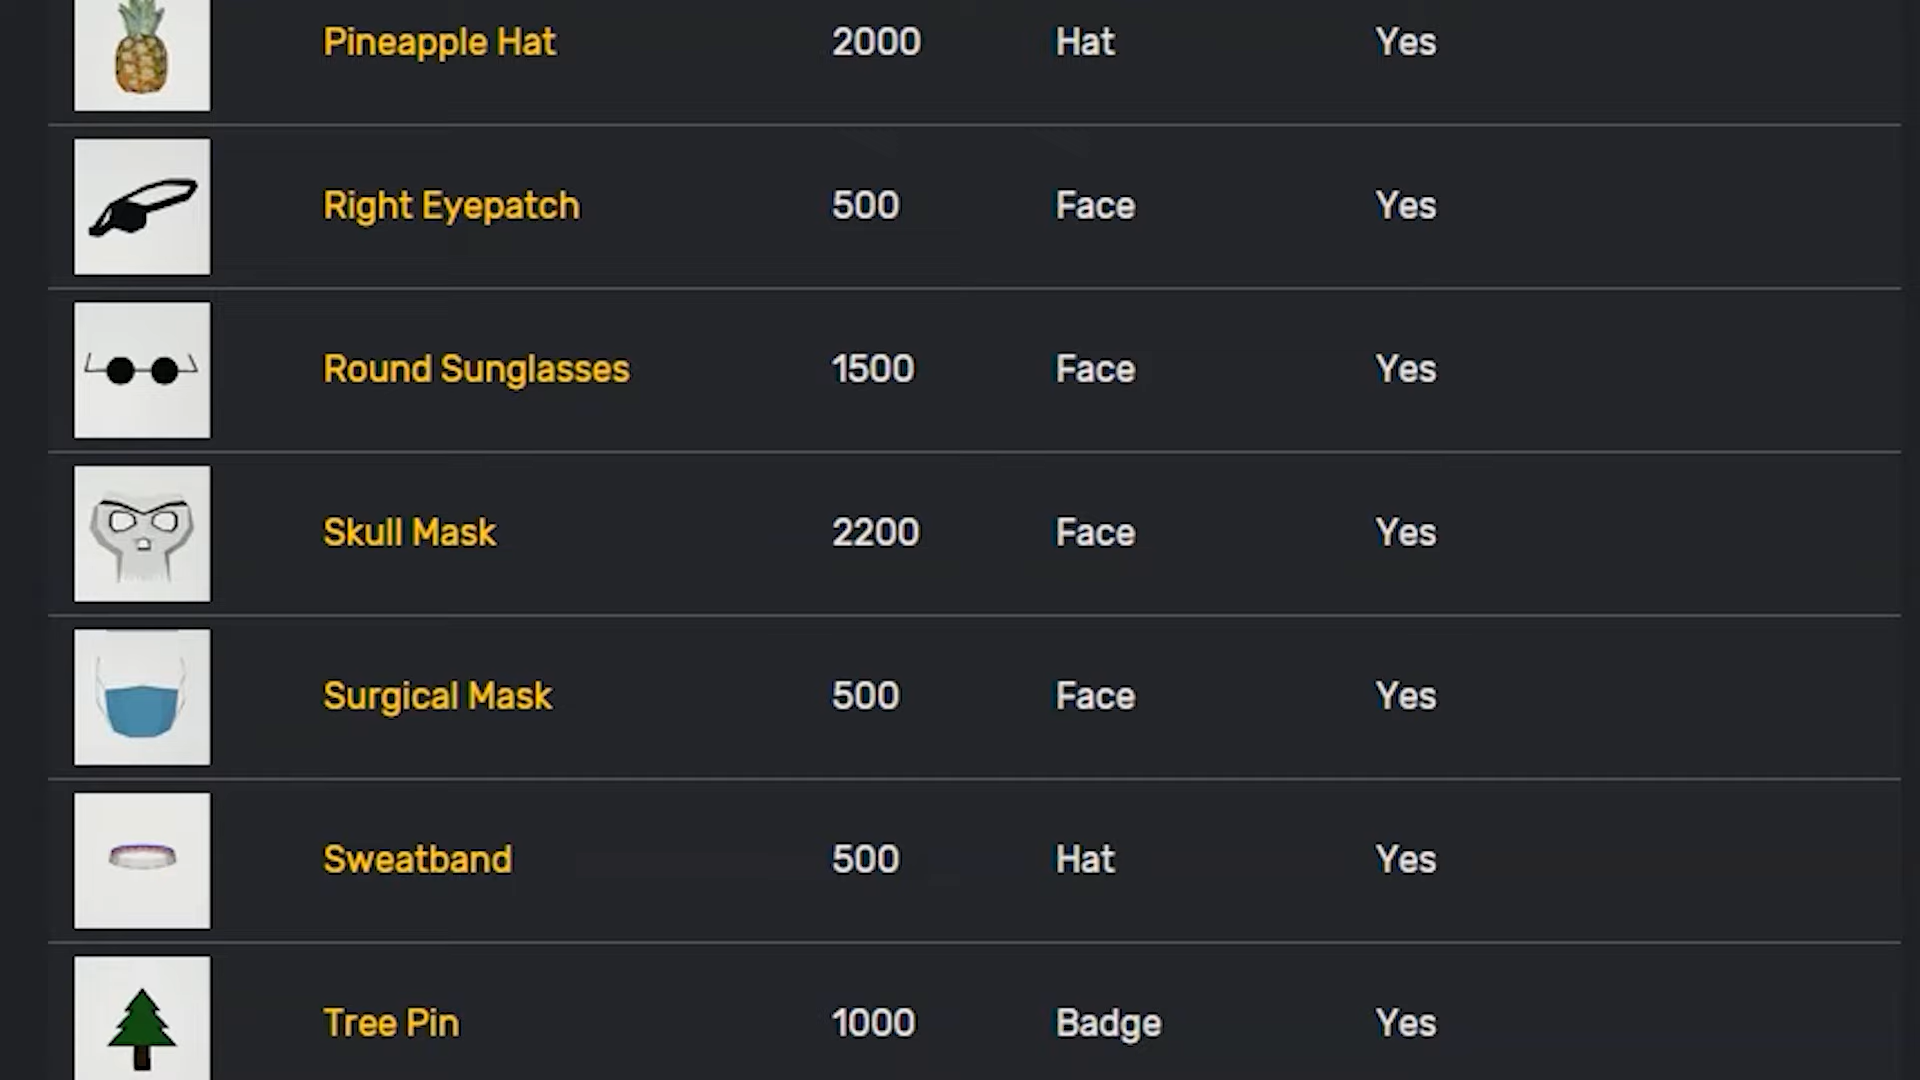 Pineapple Hat 2000 Hat Yes
Right Eyepatch 500 Face Yes
Round Sunglasses 1500 Face Yes
Skull Mask 2200 Face Yes
Surgical Mask 500 Face Yes
Sweatband 500 Hat Yes
Tree Pin 1000 Badge Yes